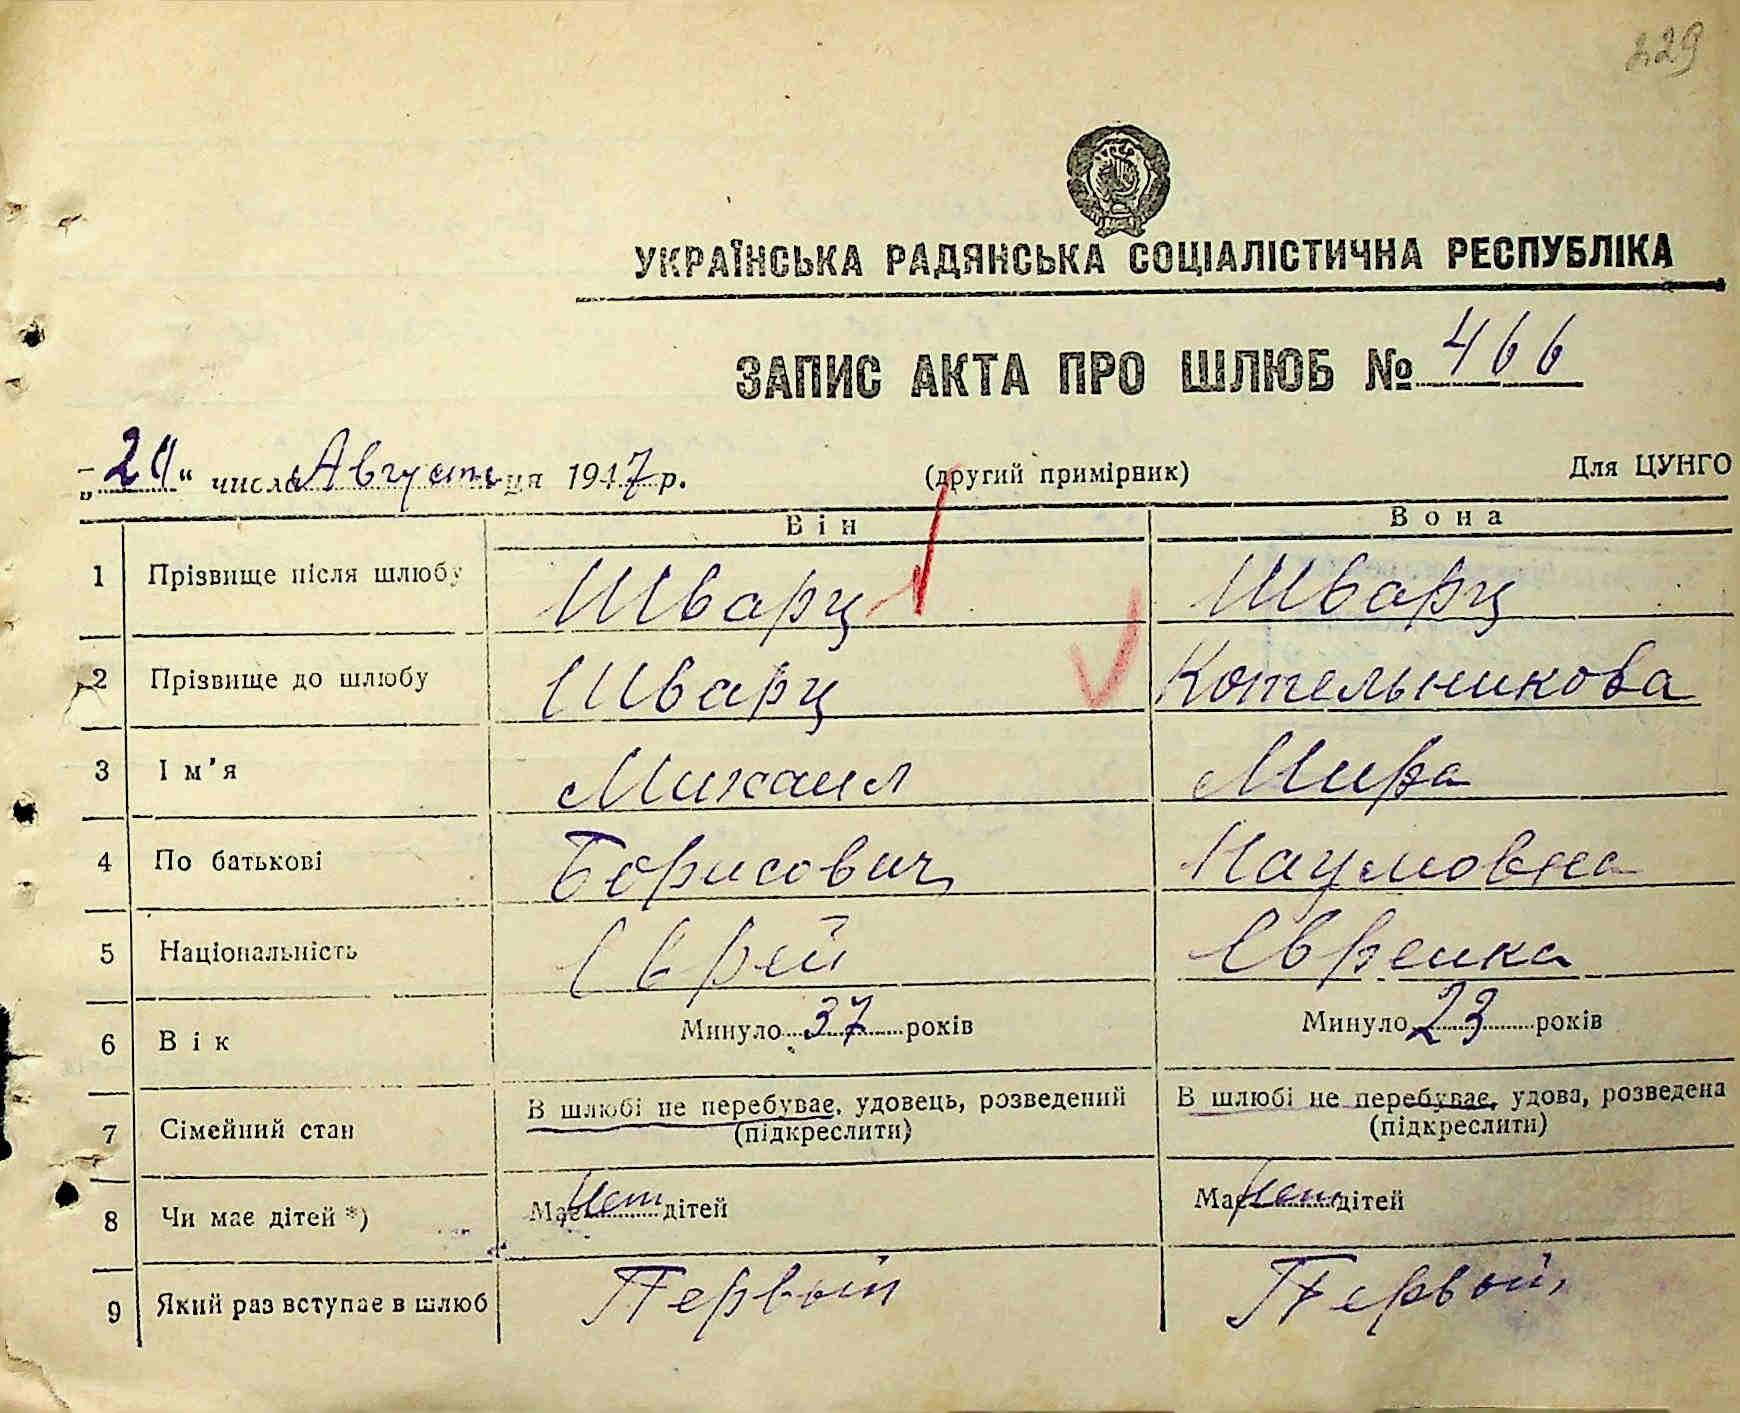 229
УКРАЇНСЬКА РАДЯНСЬКА СОЦІАЛІСТИЧНА РЕСПУБЛІКА
ЗАПИС АКТА ПРО ШЛЮБ № 466
„ “ числа Август ця 1947 р. (другий примірник) Для ЦУНГО
Він Вона
1 Прізвище після шлюбу Шварц Шварц
2 Прізвище до шлюбу Шварц Котельникова
3 Ім'я Михаил Мира
4 По батькові Борисович Наумовна
5 Національність Еврей Еврейка
6 Вік Минуло 37 років Минуло 23 років
7 Сімейний стан В шлюбі не перебуває, удовець, розведений В шлюбі не перебуває, удова, розведена
(підкреслити) (підкреслити)
8 Чи має дітей *) Має Нет дітей Має Нет дітей
9 Який раз вступає в шлюб Первый Первый